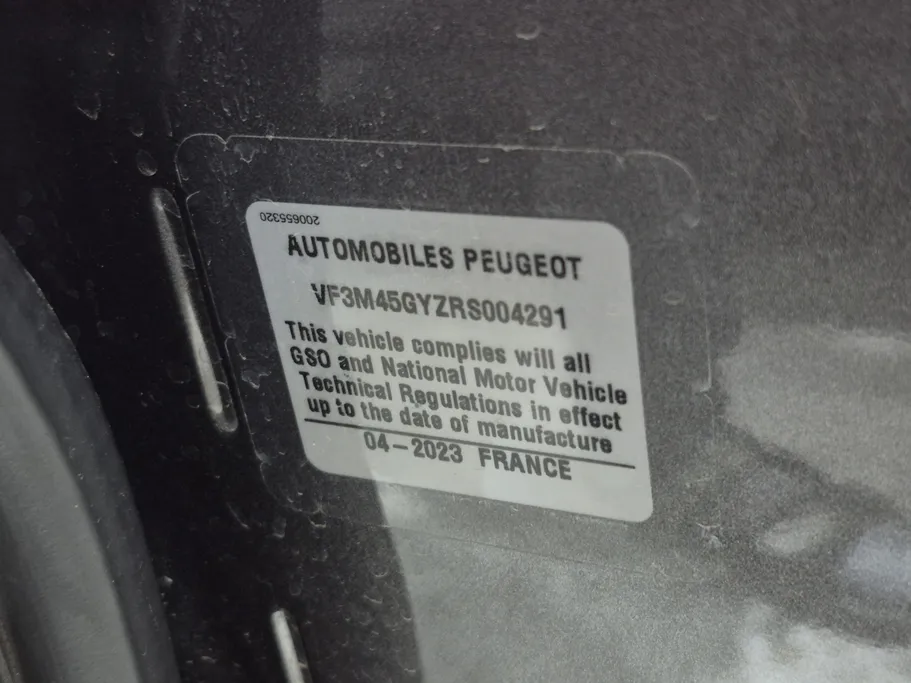 200655320
AUTOMOBILES PEUGEOT
VF3M45GYZRS004291
This vehicle complies will all
GSO and National Motor Vehicle
Technical Regulations in effect
up to the date of manufacture
04-2023 FRANCE